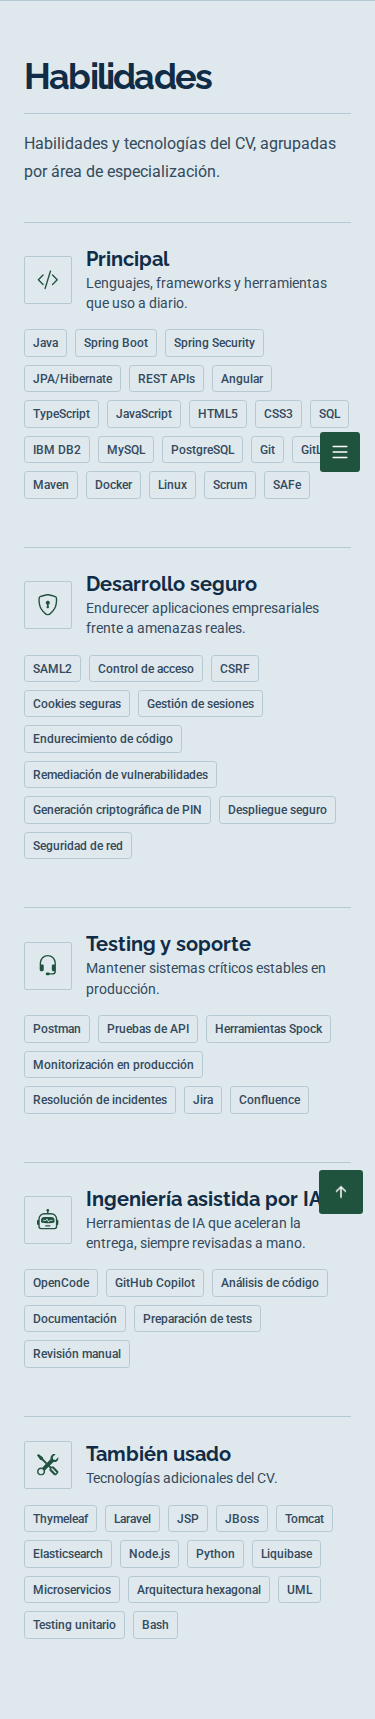 Habilidades
Habilidades y tecnologías del CV, agrupadas
por área de especialización.
Principal
Lenguajes, frameworks y herramientas
que uso a diario.
Java Spring Boot Spring Security
JPA/Hibernate REST APIs Angular
TypeScript JavaScript HTML5 CSS3 SQL
IBM DB2 MySQL PostgreSQL Git
Maven Docker Linux Scrum SAFe
Desarrollo seguro
Endurecer aplicaciones empresariales
frente a amenazas reales.
SAML2 Control de acceso CSRF
Cookies seguras Gestión de sesiones
Endurecimiento de código
Remediación de vulnerabilidades
Generación criptográfica de PIN Despliegue seguro
Seguridad de red
Testing y soporte
Mantener sistemas críticos estables en
producción.
Postman Pruebas de API Herramientas Spock
Monitorización en producción
Resolución de incidentes Jira Confluence
Ingeniería asistida por IA
Herramientas de IA que aceleran la
entrega, siempre revisadas a mano.
OpenCode GitHub Copilot Análisis de código
Documentación Preparación de tests
Revisión manual
También usado
Tecnologías adicionales del CV.
Thymeleaf Laravel JSP JBoss Tomcat
Elasticsearch Node.js Python Liquibase
Microservicios Arquitectura hexagonal UML
Testing unitario Bash